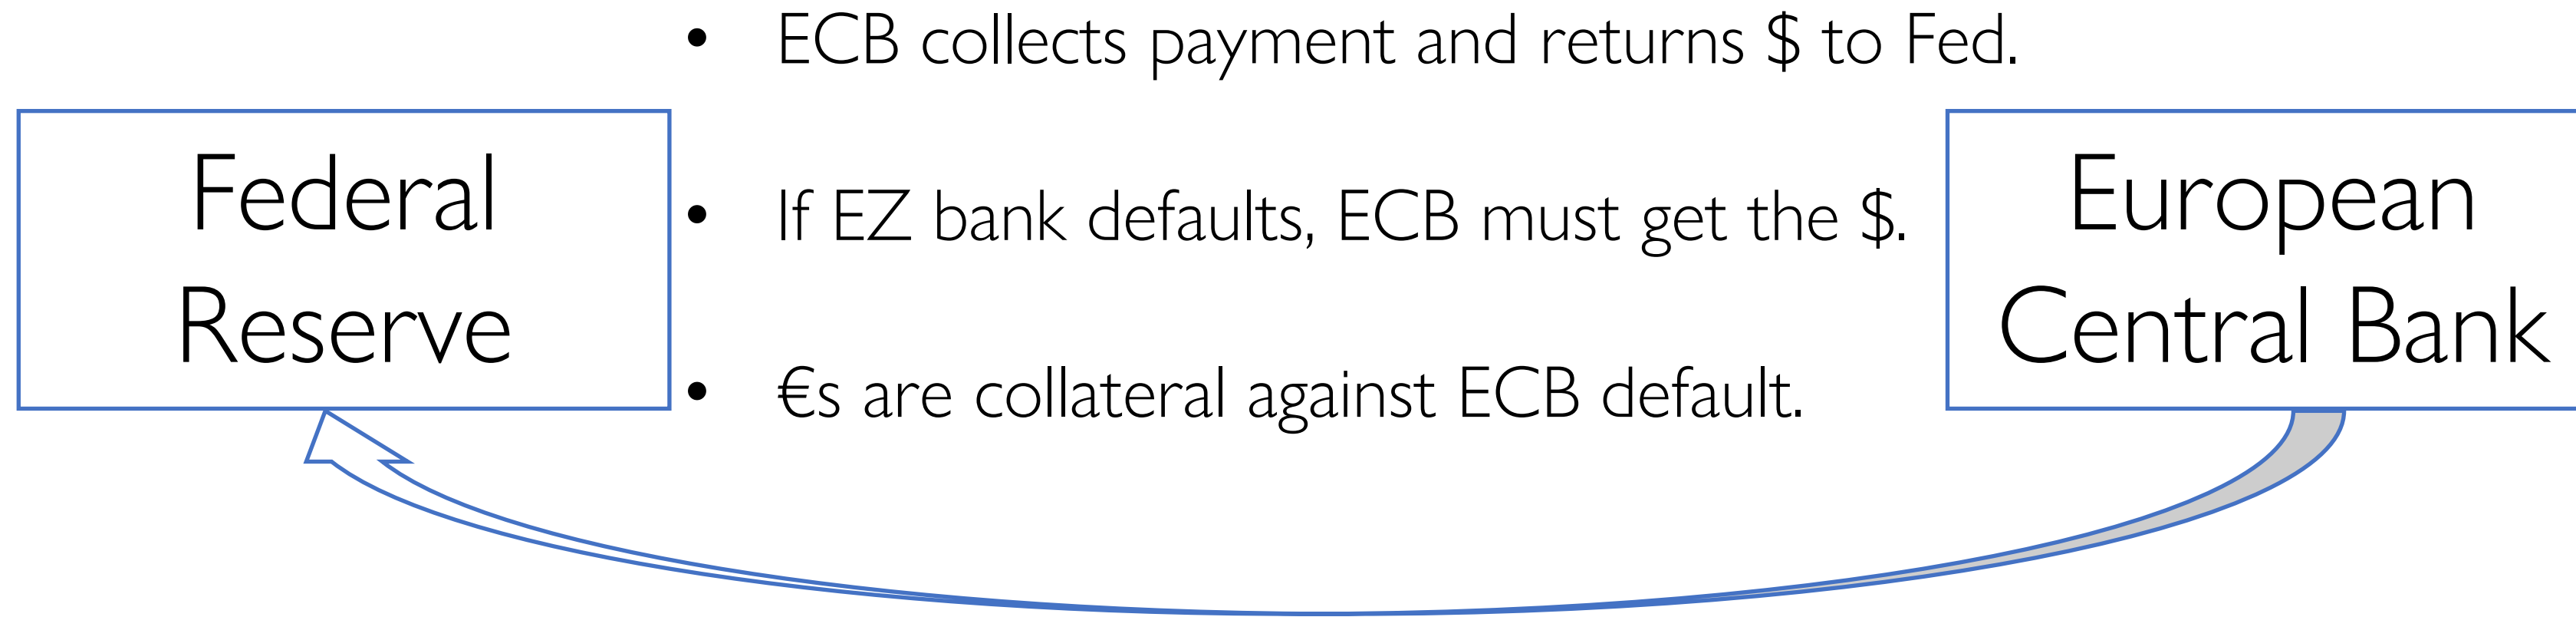 • ECB collects payment and returns $ to Fed.
Federal
Reserve
• If EZ bank defaults, ECB must get the $.
• €s are collateral against ECB default.
European
Central Bank